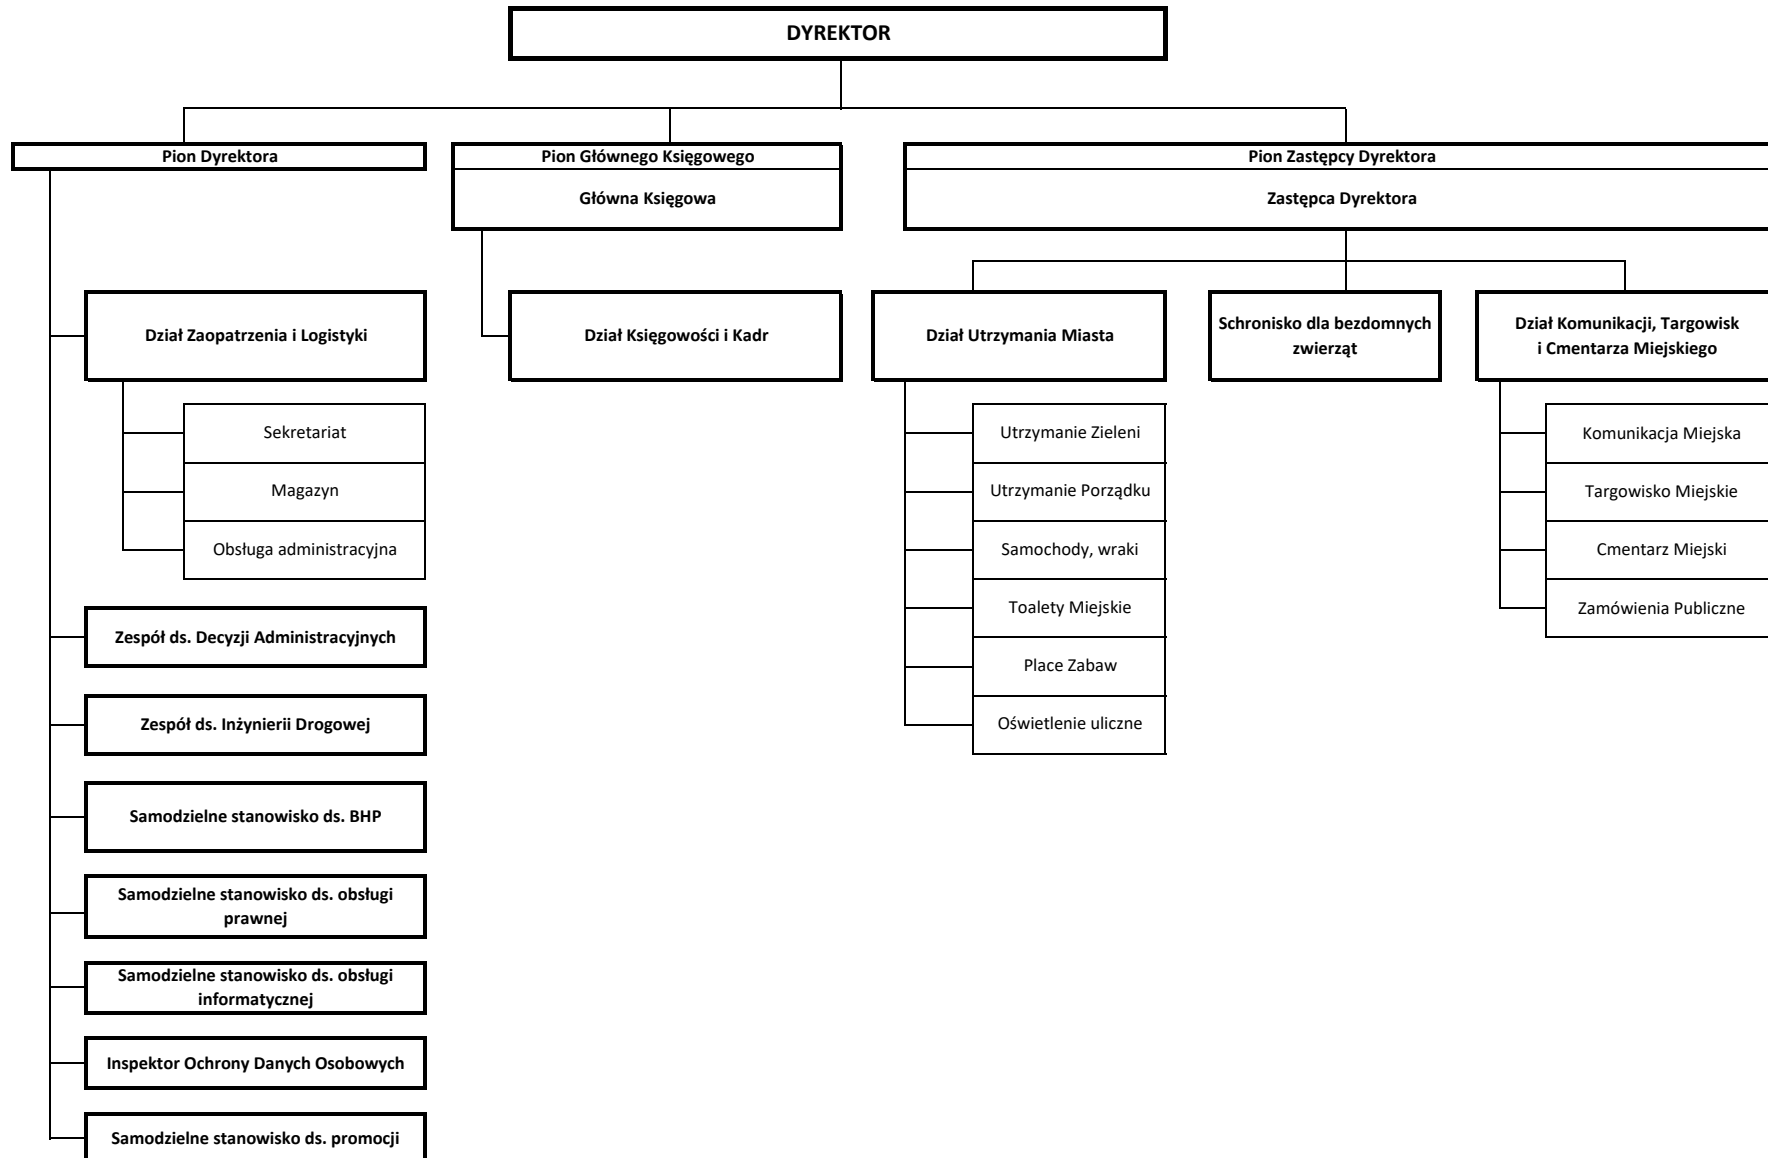 DYREKTOR
Pion Dyrektora
Pion Głównego Księgowego
Pion Zastępcy Dyrektora
Główna Księgowa
Zastępca Dyrektora
Dział Zaopatrzenia i Logistyki
Dział Księgowości i Kadr
Dział Utrzymania Miasta
Schronisko dla bezdomnych
zwierząt
Dział Komunikacji, Targowisk
i Cmentarza Miejskiego
Sekretariat
Magazyn
Obsługa administracyjna
Utrzymanie Zieleni
Utrzymanie Porządku
Samochody, wraki
Toalety Miejskie
Place Zabaw
Oświetlenie uliczne
Komunikacja Miejska
Targowisko Miejskie
Cmentarz Miejski
Zamówienia Publiczne
Zespół ds. Decyzji Administracyjnych
Zespół ds. Inżynierii Drogowej
Samodzielne stanowisko ds. BHP
Samodzielne stanowisko ds. obsługi
prawnej
Samodzielne stanowisko ds. obsługi
informatycznej
Inspektor Ochrony Danych Osobowych
Samodzielne stanowisko ds. promocji